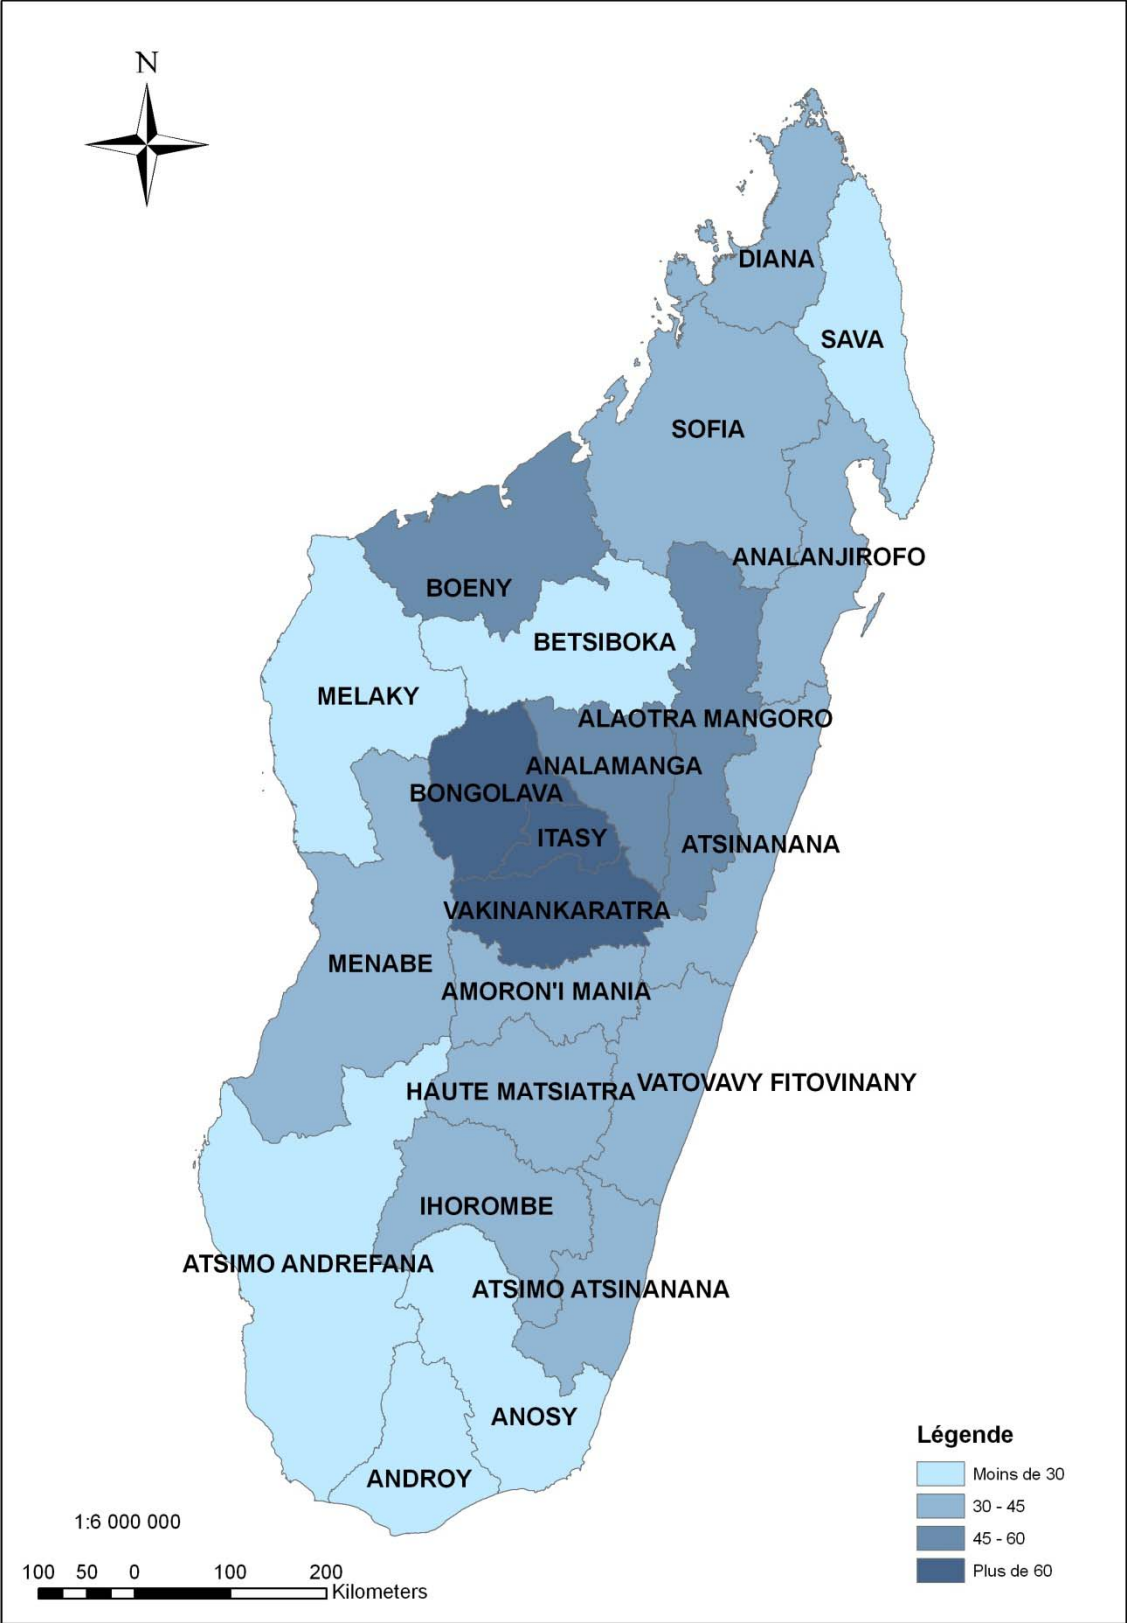 N
DIANA
SAVA
SOFIA
ANALANJIROFO
BOENY
BETSIBOKA
MELAKY
ALAOTRA MANGORO
ANALAMANGA
BONGOLAVA
ITASY
ATSINANANA
VAKINANKARATRA
MENABE
AMORON'I MANIA
HAUTE MATSIATRA
VATOVAVY FITOVINANY
IHOROMBE
ATSIMO ANDREFANA
ATSIMO ATSINANANA
ANOSY
ANDROY
Légende
Moins de 30
30 - 45
45 - 60
Plus de 60
1:6 000 000
100 50 0 100 200
Kilometers